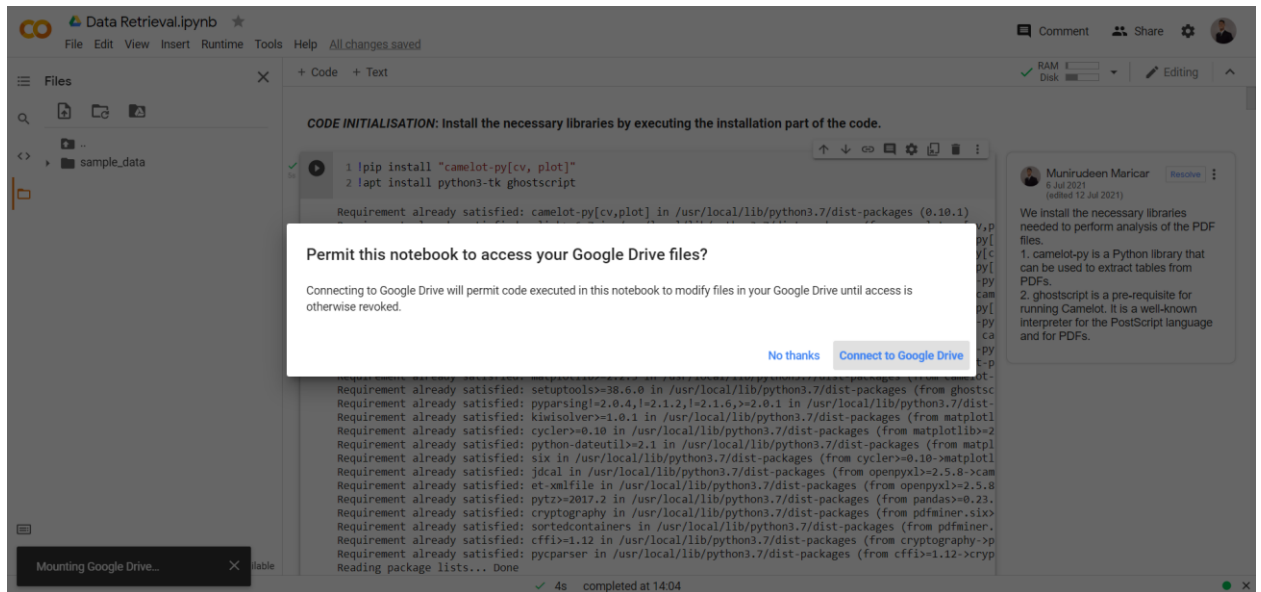 Data Retrieval.ipynb
File Edit View Insert Runtime Tools Help All changes saved
Comment
Share
Files
+ Code + Text
RAM
Disk
Editing
..
sample_data
CODE INITIALISATION: Install the necessary libraries by executing the installation part of the code.
1 !pip install "camelot-py[cv, plot]"
2 !apt install python3-tk ghostscript
Requirement already satisfied: camelot-py[cv,plot] in /usr/local/lib/python3.7/dist-packages (0.10.1)
Munirudeen Maricar
Resolve
6 Jul 2021
(edited 12 Jul 2021)
We install the necessary libraries
needed to perform analysis of the PDF
files.
1. camelot-py is a Python library that
can be used to extract tables from
PDFs.
2. ghostscript is a pre-requisite for
running Camelot. It is a well-known
interpreter for the PostScript language
and for PDFs.
Permit this notebook to access your Google Drive files?
Connecting to Google Drive will permit code executed in this notebook to modify files in your Google Drive until access is
otherwise revoked.
No thanks
Connect to Google Drive
Requirement already satisfied: setuptools>=38.6.0 in /usr/local/lib/python3.7/dist-packages (from ghostsc
Requirement already satisfied: pyparsing!=2.0.4,!=2.1.2,!=2.1.6,>=2.0.1 in /usr/local/lib/python3.7/dist-
Requirement already satisfied: kiwisolver>=1.0.1 in /usr/local/lib/python3.7/dist-packages (from matplotl
Requirement already satisfied: cycler>=0.10 in /usr/local/lib/python3.7/dist-packages (from matplotlib>=2
Requirement already satisfied: python-dateutil>=2.1 in /usr/local/lib/python3.7/dist-packages (from matpl
Requirement already satisfied: six in /usr/local/lib/python3.7/dist-packages (from cycler>=0.10->matplotl
Requirement already satisfied: jdcal in /usr/local/lib/python3.7/dist-packages (from openpyxl>=2.5.8->cam
Requirement already satisfied: et-xmlfile in /usr/local/lib/python3.7/dist-packages (from openpyxl>=2.5.8
Requirement already satisfied: pytz>=2017.2 in /usr/local/lib/python3.7/dist-packages (from pandas>=0.23.
Requirement already satisfied: cryptography in /usr/local/lib/python3.7/dist-packages (from pdfminer.six>
Requirement already satisfied: sortedcontainers in /usr/local/lib/python3.7/dist-packages (from pdfminer.
Requirement already satisfied: cffi>=1.12 in /usr/local/lib/python3.7/dist-packages (from cryptography->p
Requirement already satisfied: pycparser in /usr/local/lib/python3.7/dist-packages (from cffi>=1.12->cryp
Reading package lists... Done
Mounting Google Drive...
ilable
4s completed at 14:04